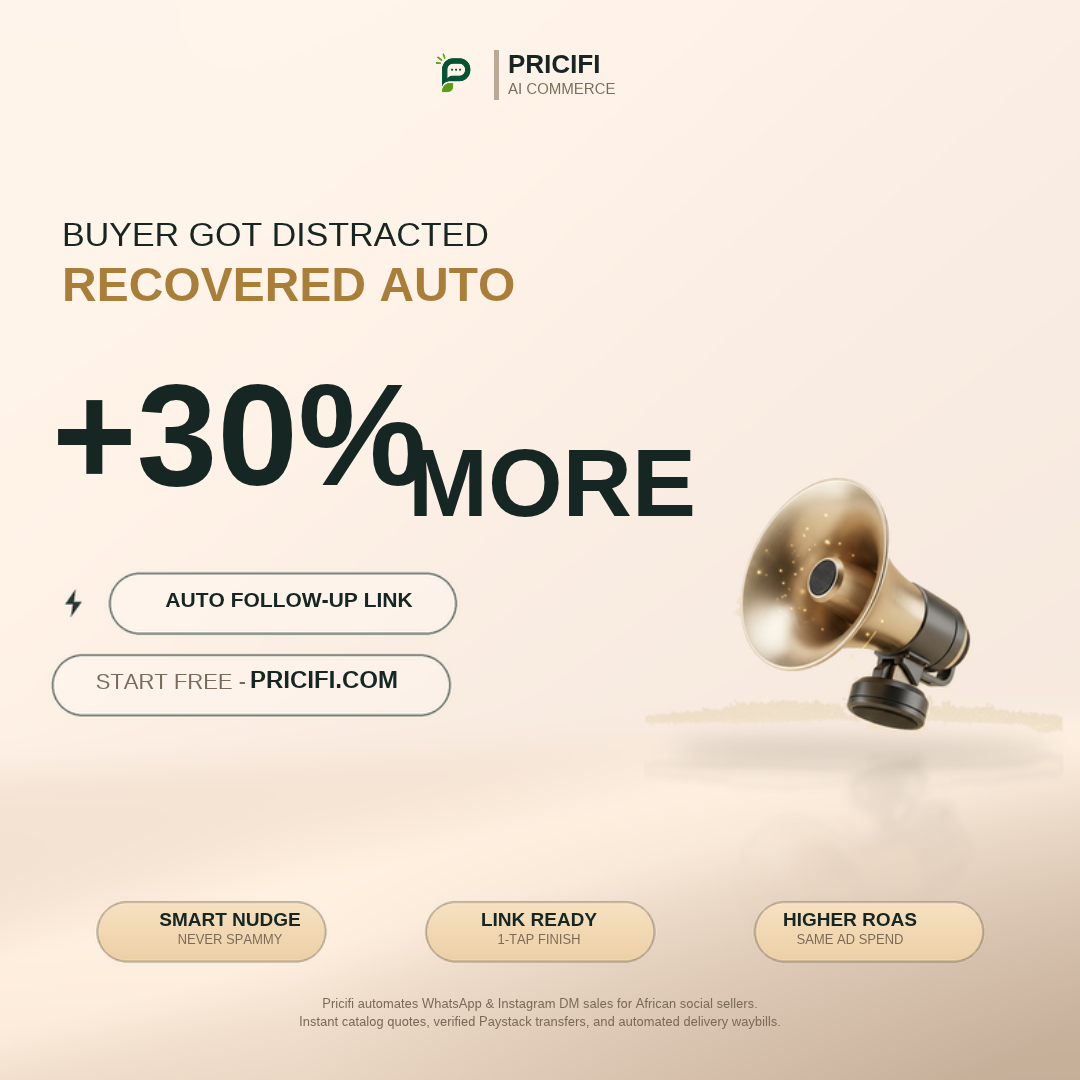 PRICIFI
AI COMMERCE
BUYER GOT DISTRACTED
RECOVERED AUTO
+30%
MORE
AUTO FOLLOW-UP LINK
START FREE - PRICIFI.COM
SMART NUDGE
NEVER SPAMMY
LINK READY
1-TAP FINISH
HIGHER ROAS
SAME AD SPEND
Pricifi automates WhatsApp & Instagram DM sales for African social sellers.
Instant catalog quotes, verified Paystack transfers, and automated delivery waybills.